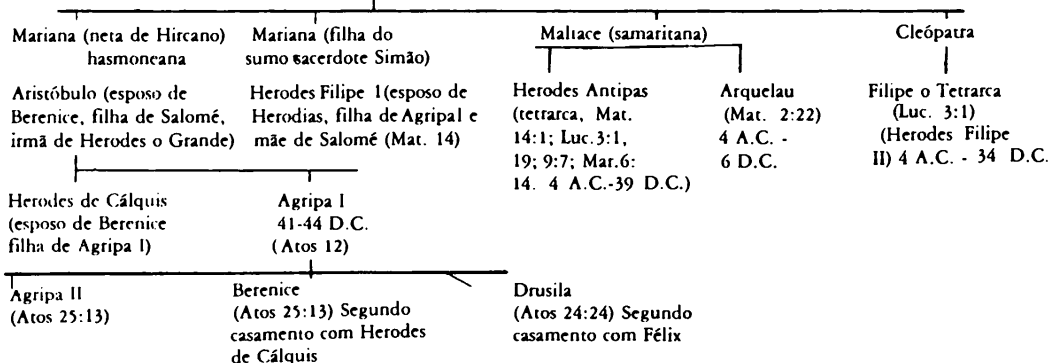 Mariana (neta de Hircano)
hasmoneana
Mariana (filha do
sumo sacerdote Simão)
Maltace (samaritana)
Cleópatra
Aristóbulo (esposo de
Berenice, filha de Salomé,
irmã de Herodes o Grande)
Herodes Filipe 1(esposo de
Herodias, filha de Agripal e
mãe de Salomé (Mat. 14)
Herodes Antipas
(tetrarca, Mat.
14:1; Luc.3:1,
19; 9:7; Mar.6:
14. 4 A.C.-39 D.C.)
Arquelau
(Mat. 2:22)
4 A.C. -
6 D.C.
Filipe o Tetrarca
(Luc. 3:1)
(Herodes Filipe
II) 4 A.C. - 34 D.C.
Herodes de Cálquis
(esposo de Berenice
filha de Agripa I)
Agripa I
41-44 D.C.
(Atos 12)
Agripa II
(Atos 25:13)
Berenice
(Atos 25:13) Segundo
casamento com Herodes
de Cálquis
Drusila
(Atos 24:24) Segundo
casamento com Félix